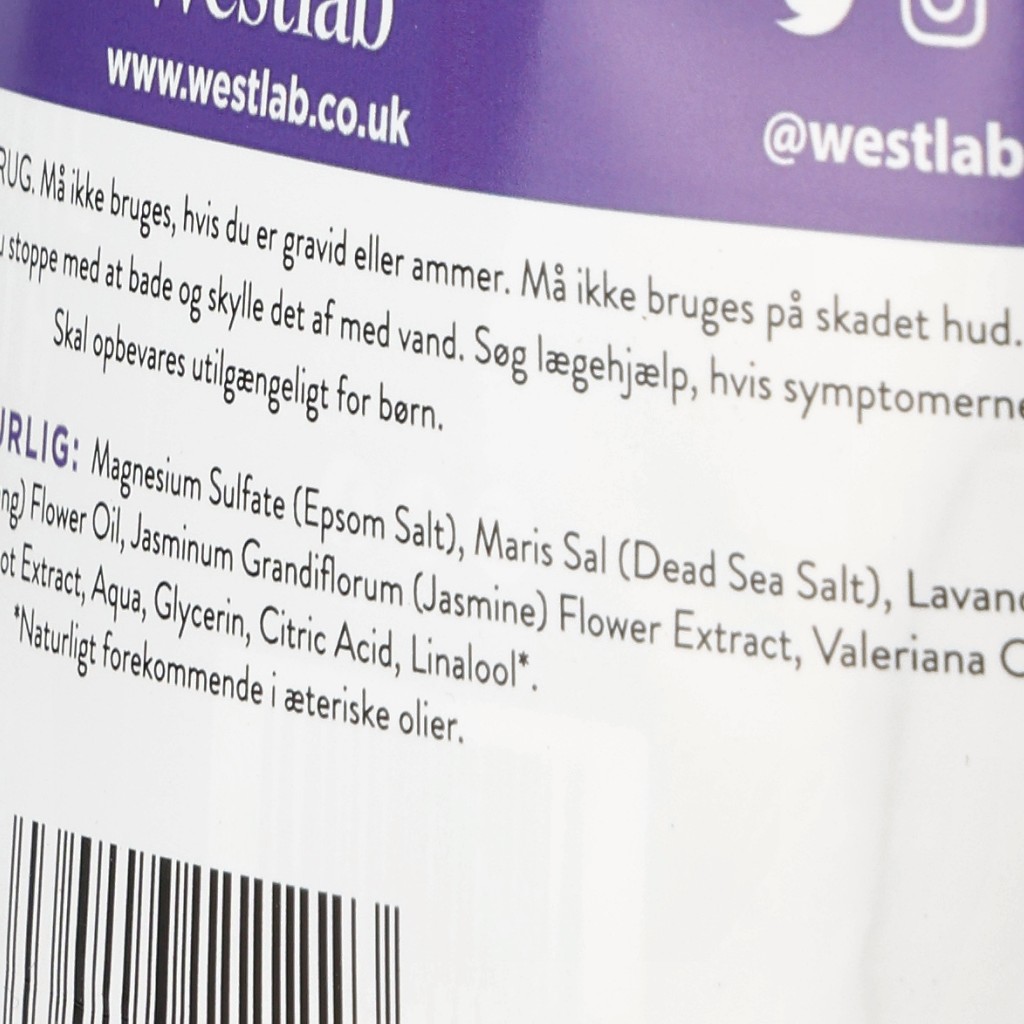 Westlab
www.westlab.co.uk
@westlab
RUG. Må ikke bruges, hvis du er gravid eller ammer. Må ikke bruges på skadet hud.
stoppe med at bade og skylle det af med vand. Søg lægehjælp, hvis symptomerne
Skal opbevares utilgængeligt for børn.
URLIG: Magnesium Sulfate (Epsom Salt), Maris Sal (Dead Sea Salt), Lavan
ng) Flower Oil, Jasminum Grandiflorum (Jasmine) Flower Extract, Valeriana
ot Extract, Aqua, Glycerin, Citric Acid, Linalool*.
*Naturligt forekommende i æteriske olier.